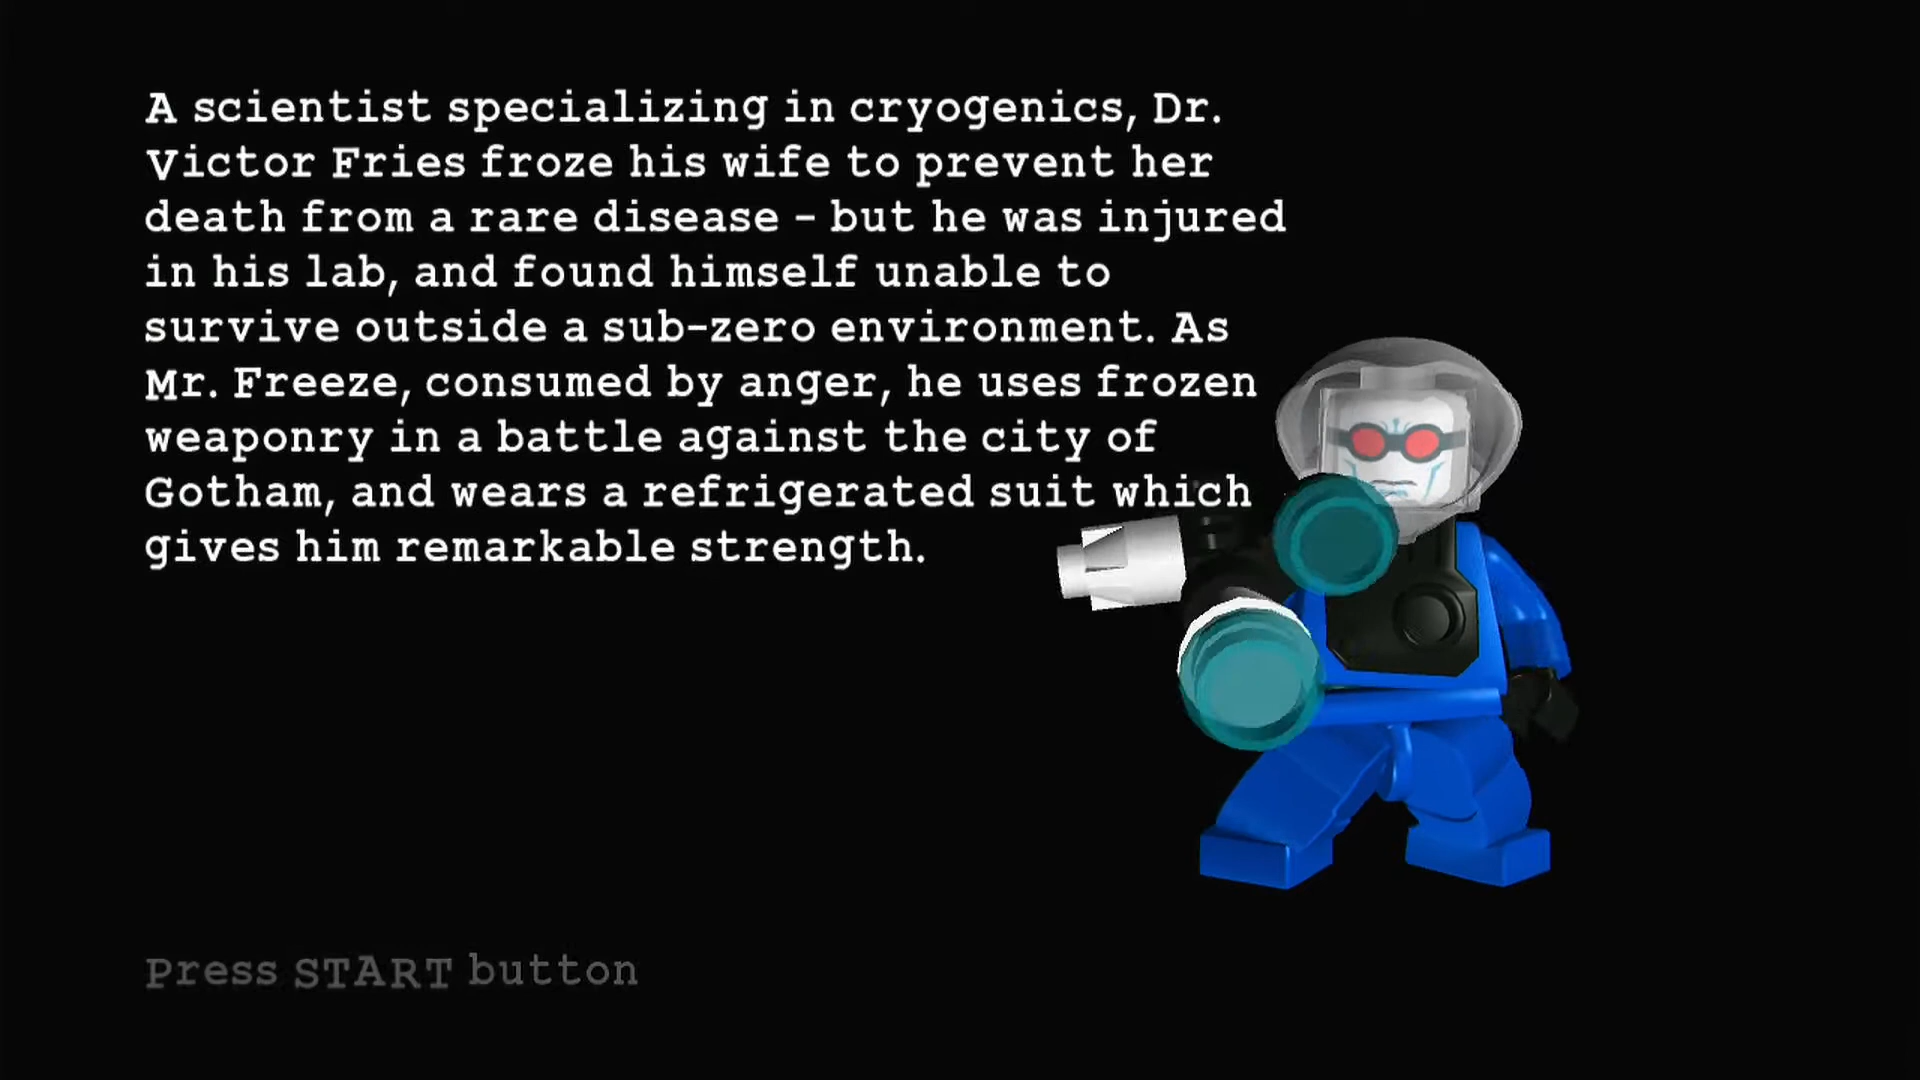 A scientist specializing in cryogenics, Dr.
Victor Fries froze his wife to prevent her
death from a rare disease - but he was injured
in his lab, and found himself unable to
survive outside a sub-zero environment. As
Mr. Freeze, consumed by anger, he uses frozen
weaponry in a battle against the city of
Gotham, and wears a refrigerated suit which
gives him remarkable strength.
Press START button